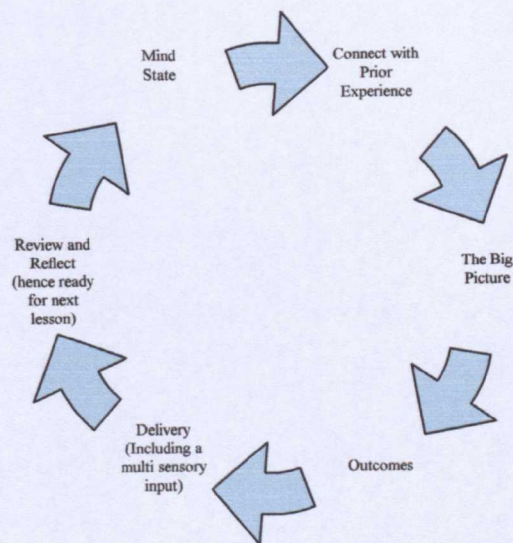 Mind
State
Connect with
Prior
Experience
The Big
Picture
Outcomes
Delivery
(Including a
multi sensory
input)
Review and
Reflect
(hence ready
for next
lesson)